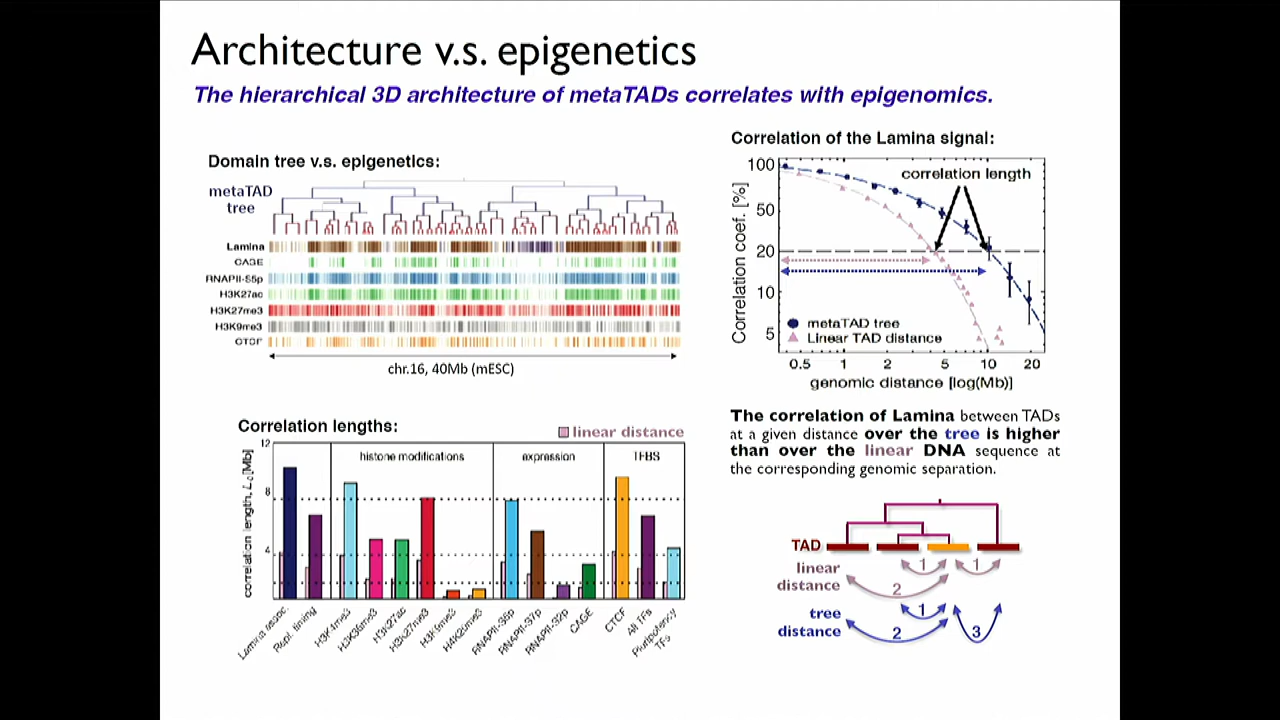 Architecture v.s. epigenetics
The hierarchical 3D architecture of metaTADs correlates with epigenomics.
Domain tree v.s. epigenetics:
metaTAD
tree
Lamina
CAGE
RNAPII-S5p
H3K27ac
H3K27me3
H3K9me3
CTCF
chr.16, 40Mb (mESC)
Correlation of the Lamina signal:
correlation length
Correlation coef. [%]
100
50
20
10
5
metaTAD tree
Linear TAD distance
0.5 1 2 5 10 20
genomic distance [log(Mb)]
Correlation lengths:
linear distance
histone modifications
expression
TFBS
correlation length, L₀[Mb]
12
8
4
Lamina assoc.
Repl. timing
H3K4me3
H3K36me3
H3K27ac
H3k27me3
H3K9me3
H4K20me3
RNAPII-S5p
RNAPII-S7p
RNAPII-S2p
CAGE
CTCF
All TFs
Pluripotency
TFs
The correlation of Lamina between TADs
at a given distance over the tree is higher
than over the linear DNA sequence at
the corresponding genomic separation.
TAD
linear
distance
1
1
2
tree
distance
1
2
3